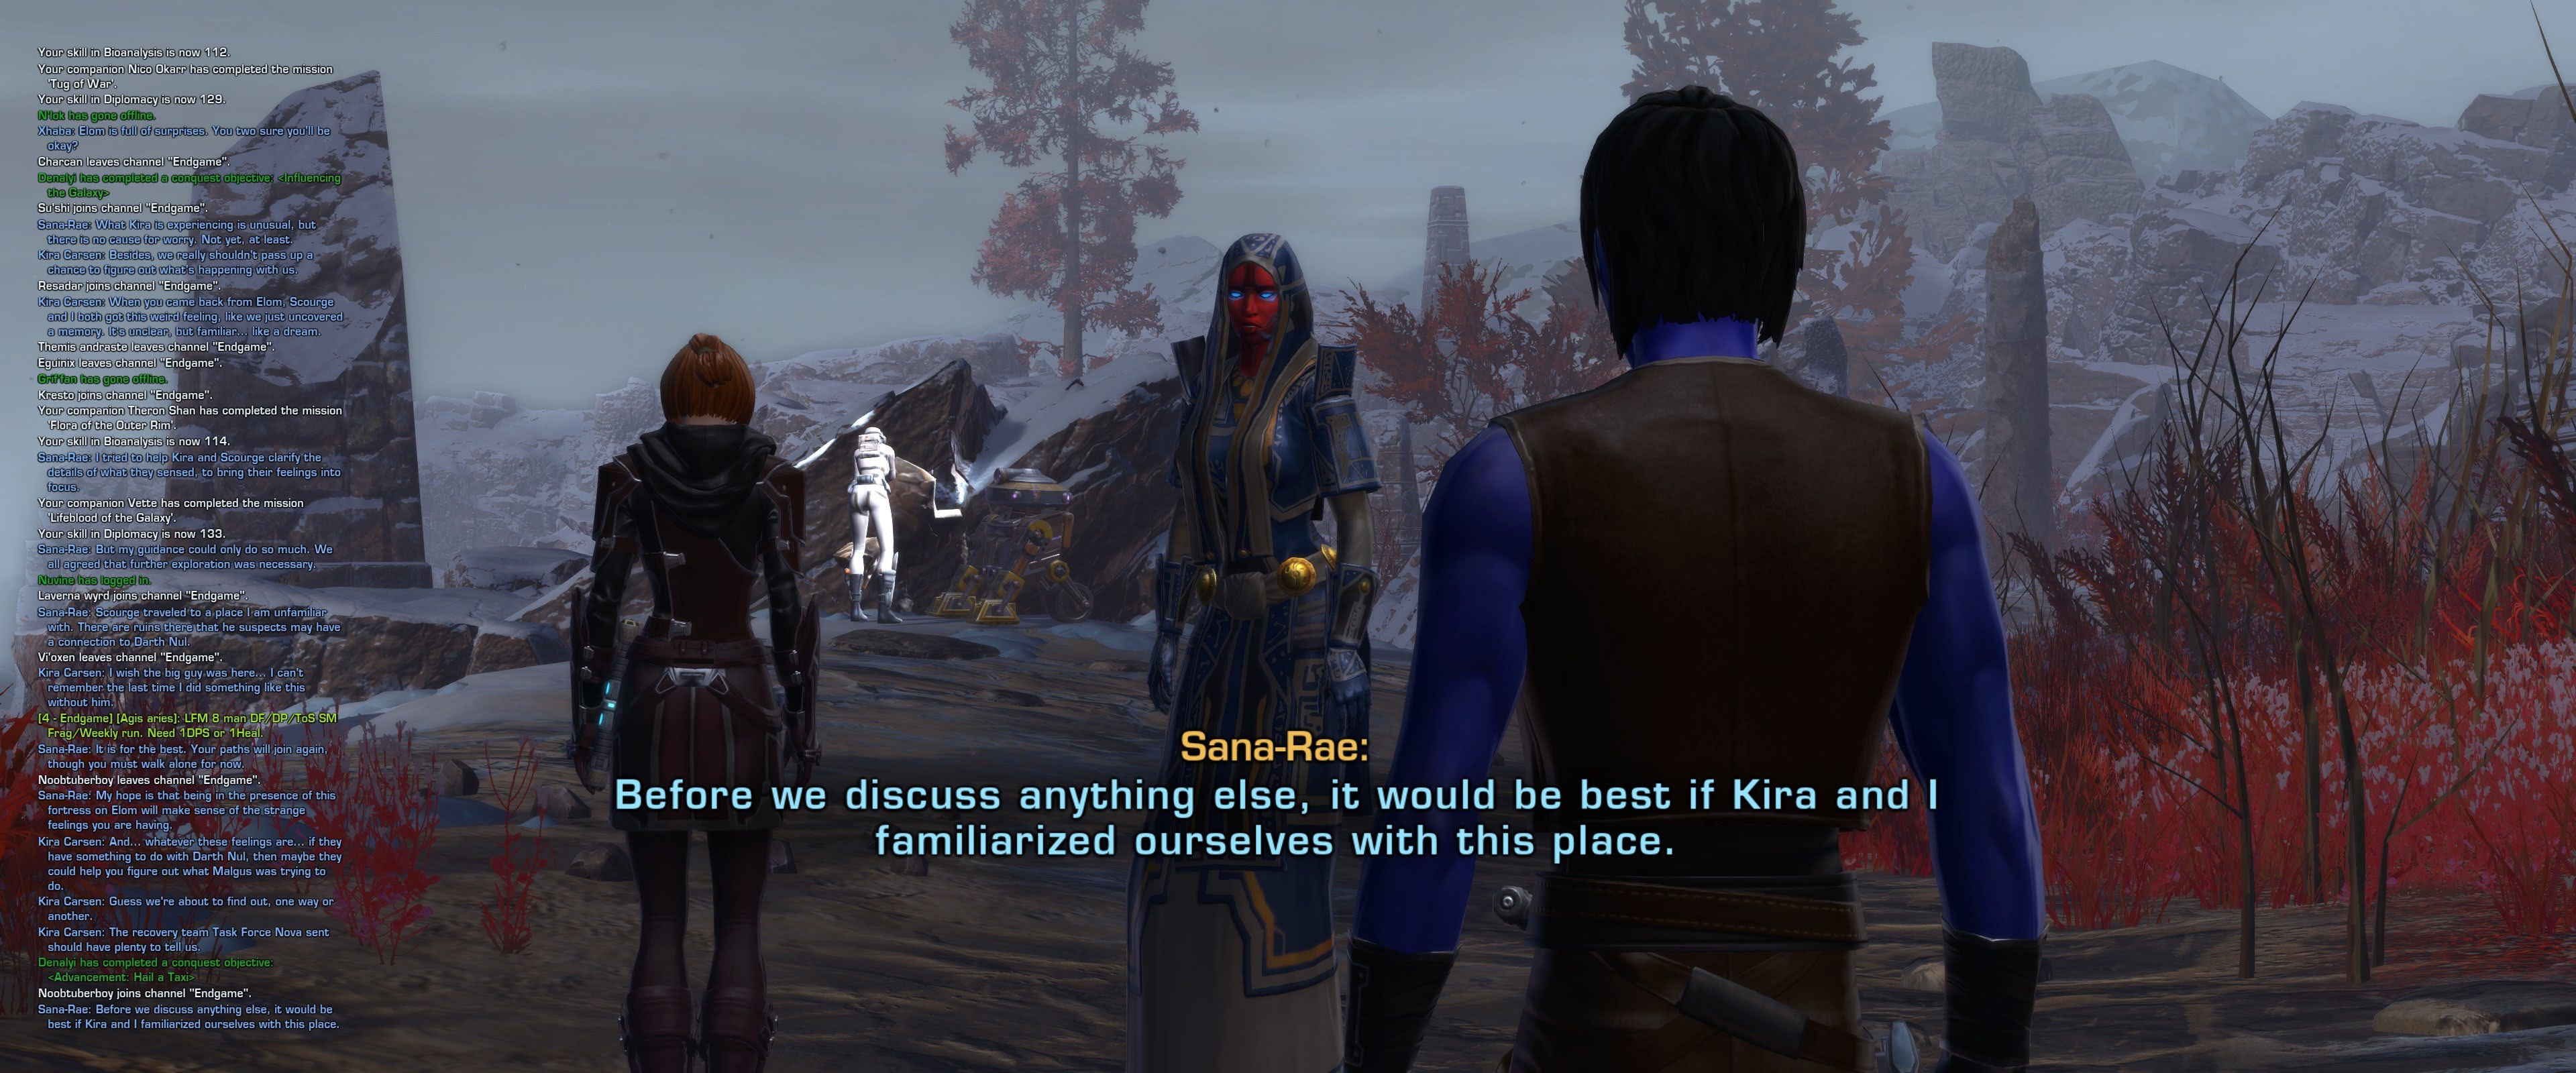 Your skill in Bioanalysis is now 112.
Your companion Nico Okarr has completed the mission
'Tug of War'.
Your skill in Diplomacy is now 129.
N'lok has gone offline.
Xhaba: Elom is full of surprises. You two sure you'll be
okay?
Charcan leaves channel "Endgame".
Denalyi has completed a conquest objective: <Influencing
the Galaxy>
Su'shi joins channel "Endgame".
Sana-Rae: What Kira is experiencing is unusual, but
there is no cause for worry. Not yet, at least.
Kira Carsen: Besides, we really shouldn't pass up a
chance to figure out what's happening with us.
Resadar joins channel "Endgame".
Kira Carsen: When you came back from Elom, Scourge
and I both got this weird feeling, like we just uncovered
a memory. It's unclear, but familiar... like a dream.
Themis andraste leaves channel "Endgame".
Eguinix leaves channel "Endgame".
Grif'fan has gone offline.
Kresto joins channel "Endgame".
Your companion Theron Shan has completed the mission
'Flora of the Outer Rim'.
Your skill in Bioanalysis is now 114.
Sana-Rae: I tried to help Kira and Scourge clarify the
details of what they sensed, to bring their feelings into
focus.
Your companion Vette has completed the mission
'Lifeblood of the Galaxy'.
Your skill in Diplomacy is now 133.
Sana-Rae: But my guidance could only do so much. We
all agreed that further exploration was necessary.
Nuvine has logged in.
Laverna wyrd joins channel "Endgame".
Sana-Rae: Scourge traveled to a place I am unfamiliar
with. There are ruins there that he suspects may have
a connection to Darth Nul.
Vi'oxen leaves channel "Endgame".
Kira Carsen: I wish the big guy was here... I can't
remember the last time I did something like this
without him.
[4 - Endgame] [Agis aries]: LFM 8 man DF/DP/ToS SM
Frag/Weekly run. Need 1DPS or 1Heal.
Sana-Rae: It is for the best. Your paths will join again,
though you must walk alone for now.
Noobtuberboy leaves channel "Endgame".
Sana-Rae: My hope is that being in the presence of this
fortress on Elom will make sense of the strange
feelings you are having.
Kira Carsen: And... whatever these feelings are... if they
have something to do with Darth Nul, then maybe they
could help you figure out what Malgus was trying to
do.
Kira Carsen: Guess we're about to find out, one way or
another.
Kira Carsen: The recovery team Task Force Nova sent
should have plenty to tell us.
Denalyi has completed a conquest objective:
<Advancement: Hail a Taxi>
Noobtuberboy joins channel "Endgame".
Sana-Rae: Before we discuss anything else, it would be
best if Kira and I familiarized ourselves with this place.
Sana-Rae:
Before we discuss anything else, it would be best if Kira and I
familiarized ourselves with this place.